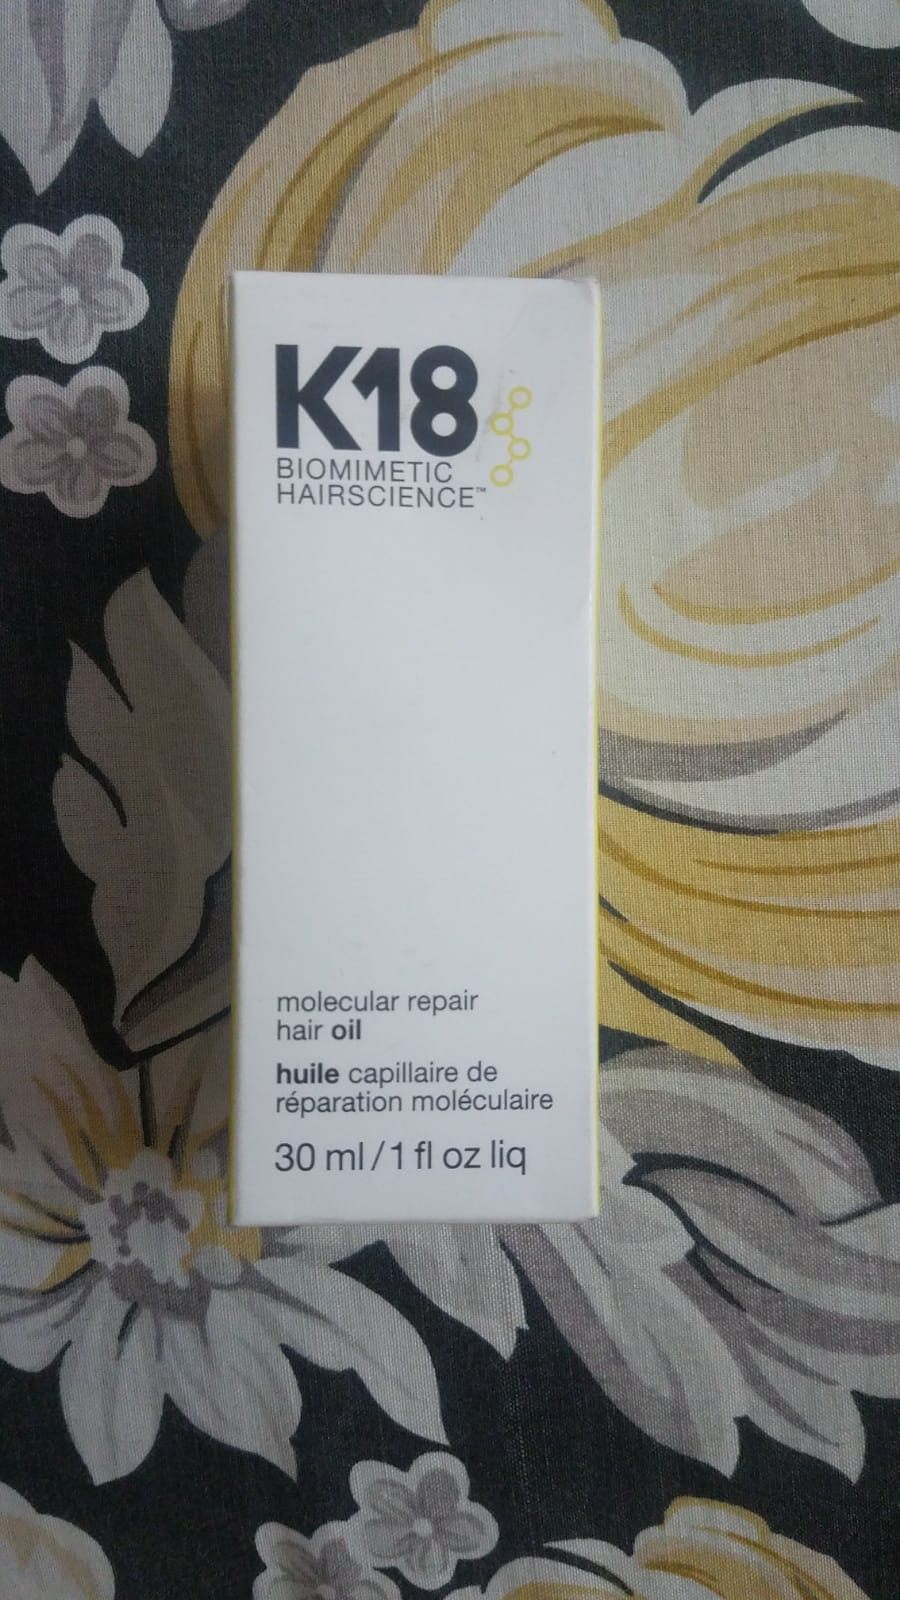 K18
BIOMIMETIC
HAIRSCIENCE™
molecular repair
hair oil
huile capillaire de
réparation moléculaire
30 ml/1 fl oz liq